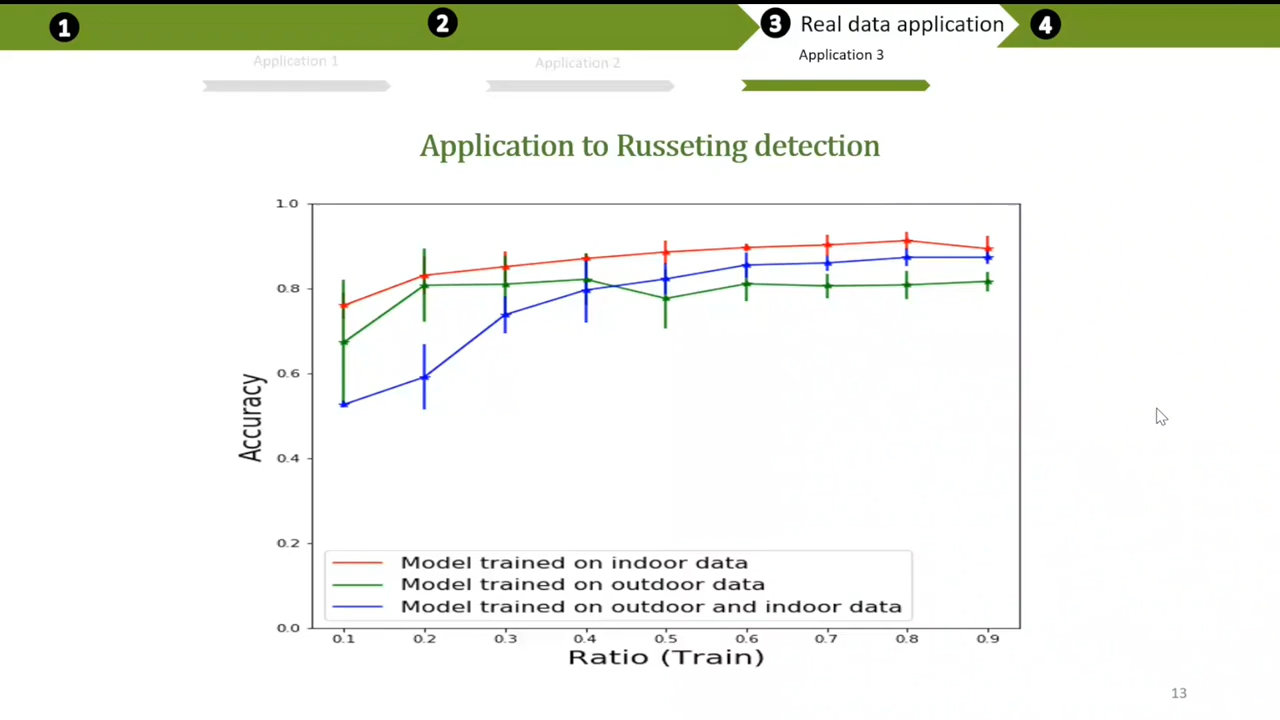 1
2
3 Real data application
4
Application 1
Application 2
Application 3
Application to Russeting detection
1.0
0.8
0.6
0.4
0.2
0.0
Accuracy
Model trained on indoor data
Model trained on outdoor data
Model trained on outdoor and indoor data
0.1 0.2 0.3 0.4 0.5 0.6 0.7 0.8 0.9
Ratio (Train)
13